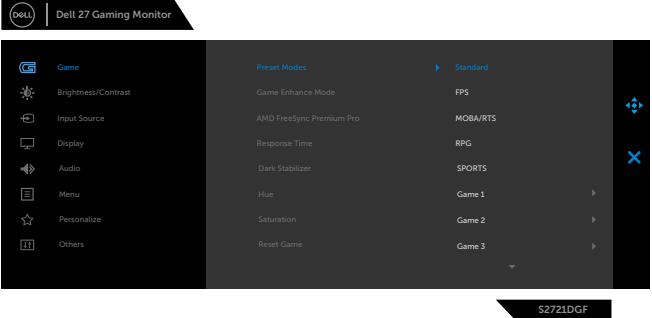 DELL Dell 27 Gaming Monitor
Game Preset Modes Standard
Brightness/Contrast Game Enhance Mode FPS
Input Source AMD FreeSync Premium Pro MOBA/RTS
Display Response Time RPG
Audio Dark Stabilizer SPORTS
Menu Hue Game 1
Personalize Saturation Game 2
Others Reset Game Game 3
S2721DGF